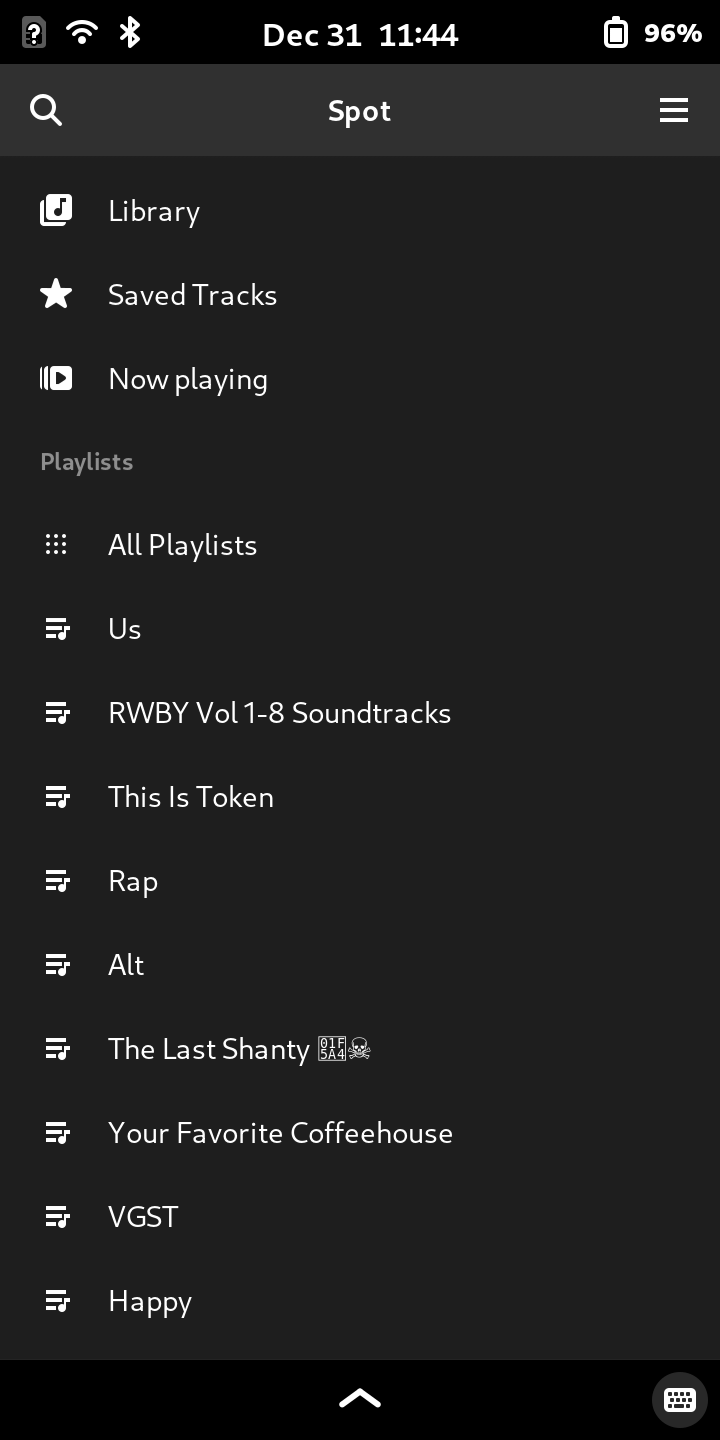 Dec 31 11:44 96%
Spot
Library
Saved Tracks
Now playing
Playlists
All Playlists
Us
RWBY Vol 1-8 Soundtracks
This Is Token
Rap
Alt
The Last Shanty 🖤☠
Your Favorite Coffeehouse
VGST
Happy